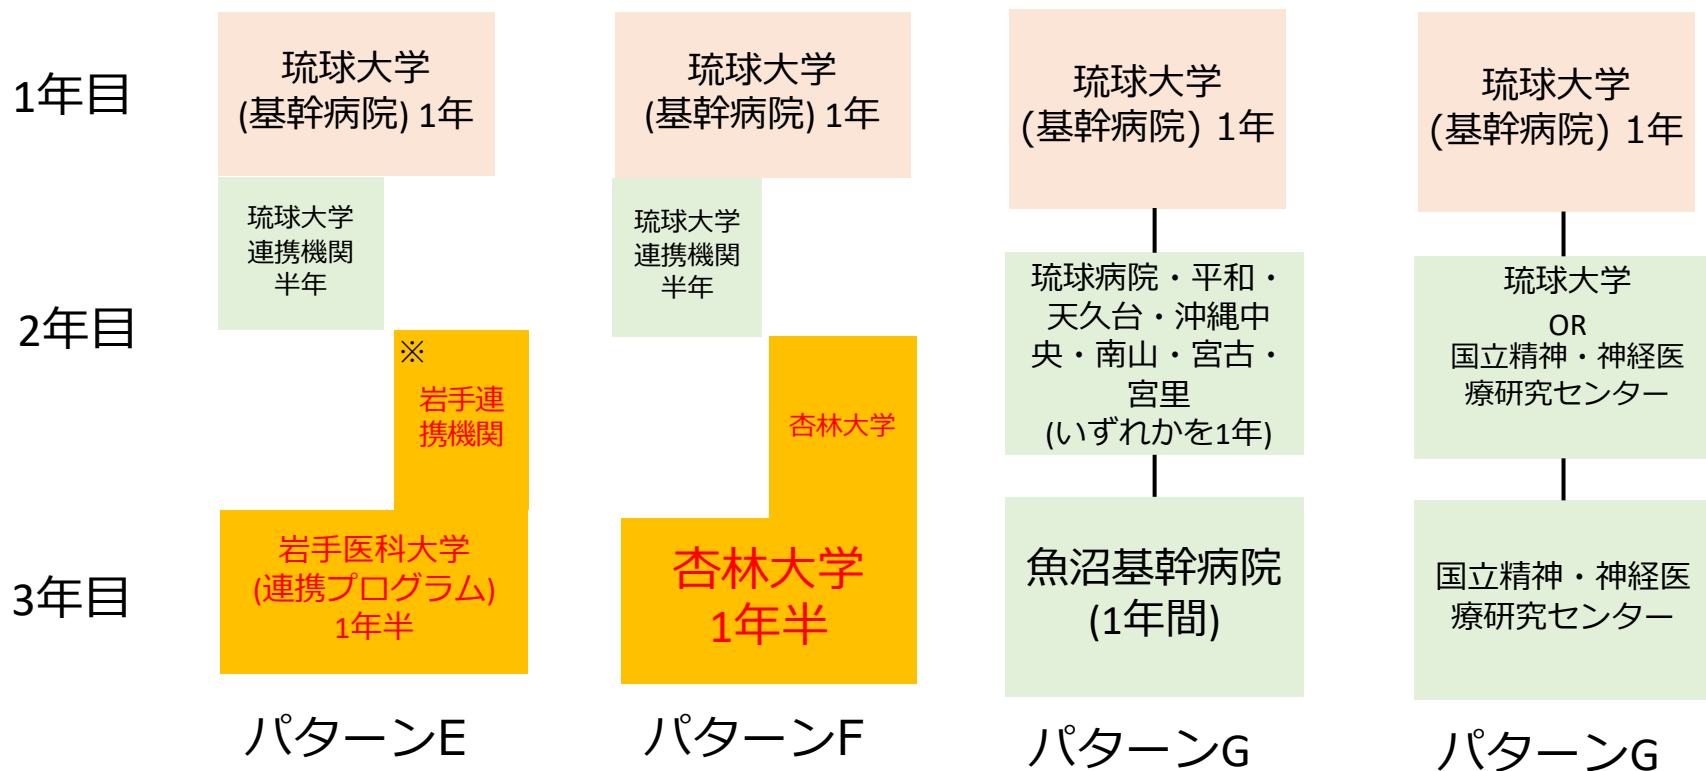 1年目
琉球大学
(基幹病院) 1年
琉球大学
(基幹病院) 1年
琉球大学
(基幹病院) 1年
琉球大学
(基幹病院) 1年
2年目
琉球大学
連携機関
半年
※
岩手連
携機関
琉球大学
連携機関
半年
杏林大学
琉球病院・平和・
天久台・沖縄中
央・南山・宮古・
宮里
(いずれかを1年)
琉球大学
OR
国立精神・神経医
療研究センター
3年目
岩手医科大学
(連携プログラム)
1年半
杏林大学
1年半
魚沼基幹病院
(1年間)
国立精神・神経医
療研究センター
パターンE
パターンF
パターンG
パターンG